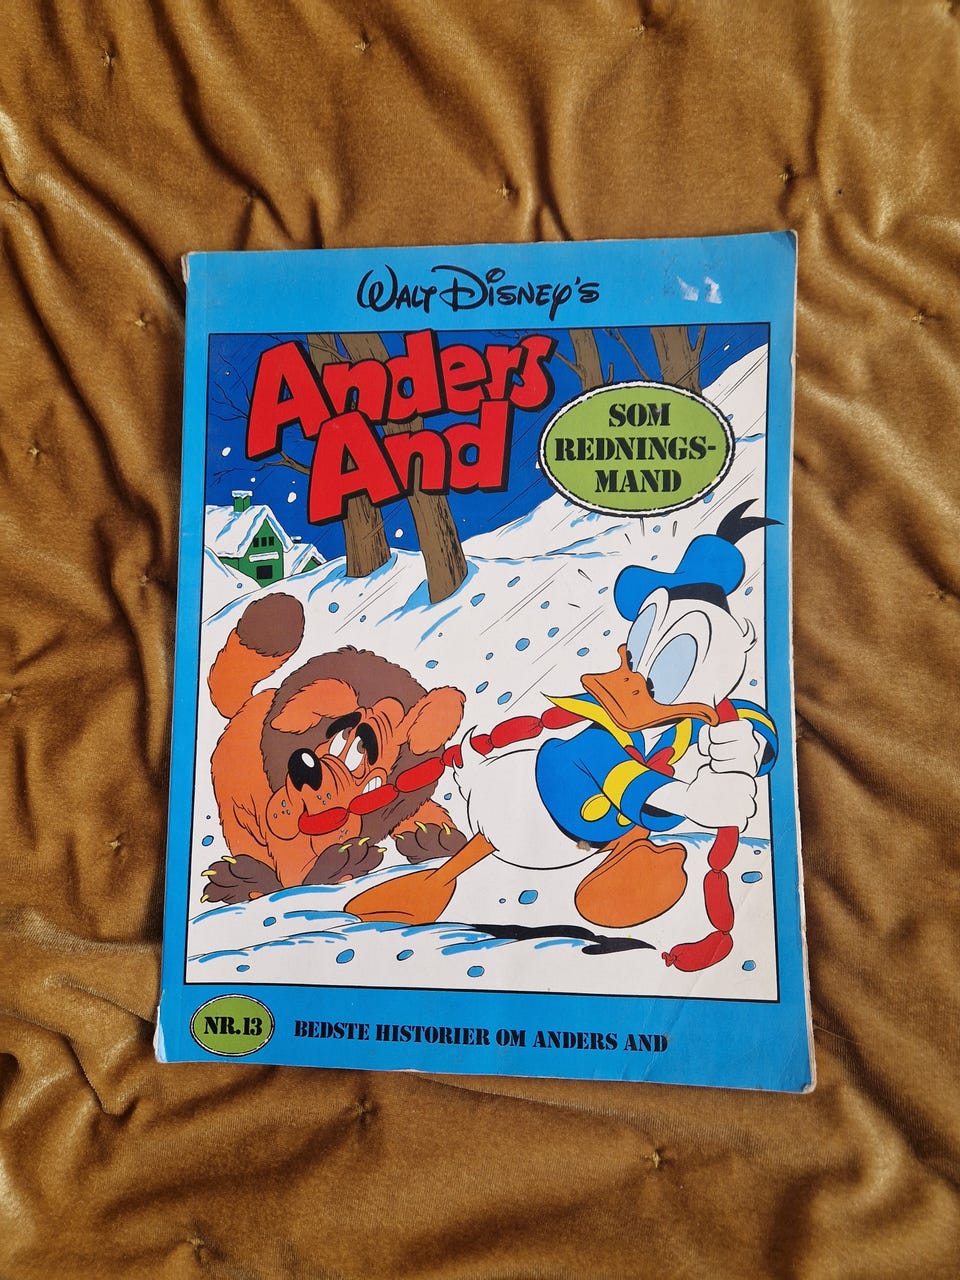 WALT DISNEY'S
Anders
And
SOM
REDNINGS-
MAND
NR.13
BEDSTE HISTORIER OM ANDERS AND